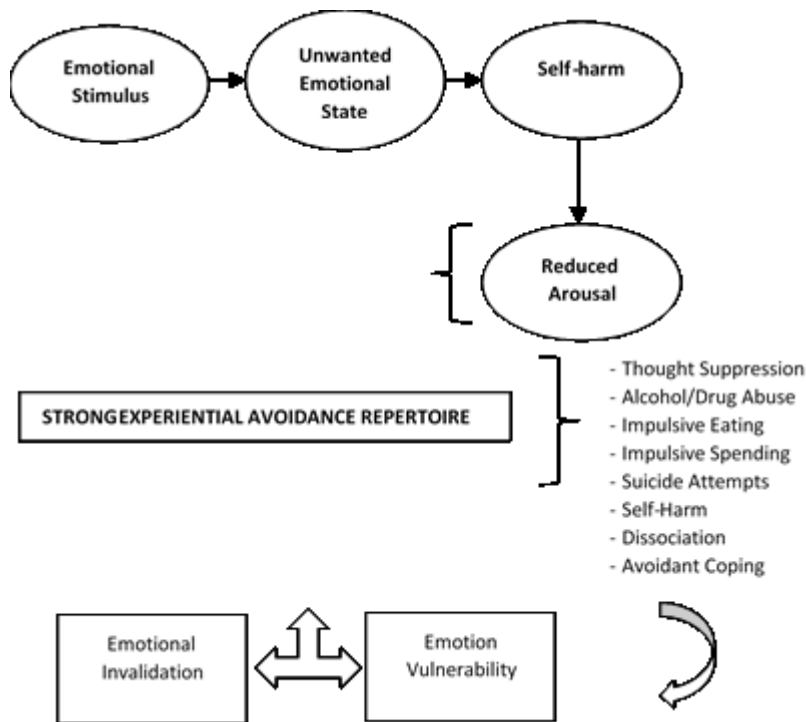 Emotional
Stimulus
Unwanted
Emotional
State
Self-harm
Reduced
Arousal
STRONGEXPERIENTIAL AVOIDANCE REPERTOIRE
- Thought Suppression
- Alcohol/Drug Abuse
- Impulsive Eating
- Impulsive Spending
- Suicide Attempts
- Self-Harm
- Dissociation
- Avoidant Coping
Emotional
Invalidation
Emotion
Vulnerability